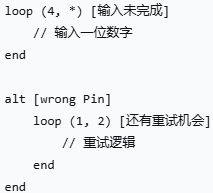 loop (4, *) [输入未完成]
    // 输入一位数字
end

alt [wrong Pin]
    loop (1, 2) [还有重试机会]
        // 重试逻辑
    end
end